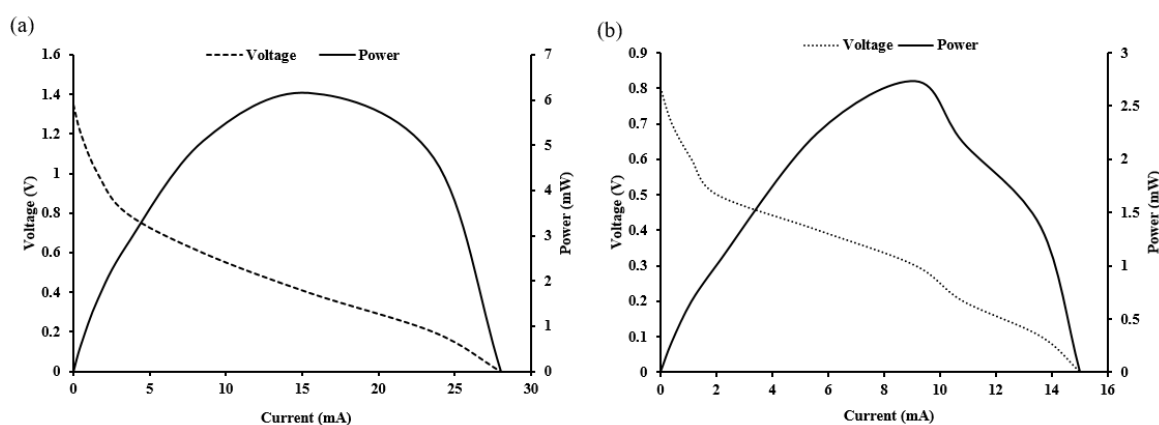 (a)
Voltage Power
1.6
1.4
1.2
1
0.8
0.6
0.4
0.2
0
Voltage (V)
7
6
5
4
3
2
1
0
Power (mW)
0 5 10 15 20 25 30
Current (mA)
(b)
Voltage Power
0.9
0.8
0.7
0.6
0.5
0.4
0.3
0.2
0.1
0
Voltage (V)
3
2.5
2
1.5
1
0.5
0
Power (mW)
0 2 4 6 8 10 12 14 16
Current (mA)